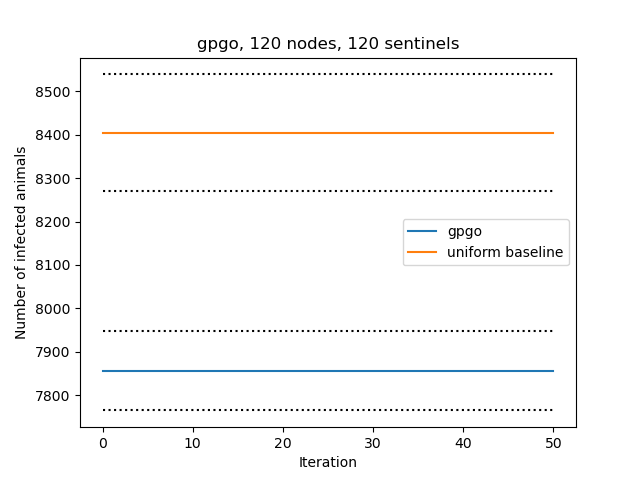 gpgo, 120 nodes, 120 sentinels
Number of infected animals
8500
8400
8300
8200
8100
8000
7900
7800
gpgo
uniform baseline
0 10 20 30 40 50
Iteration